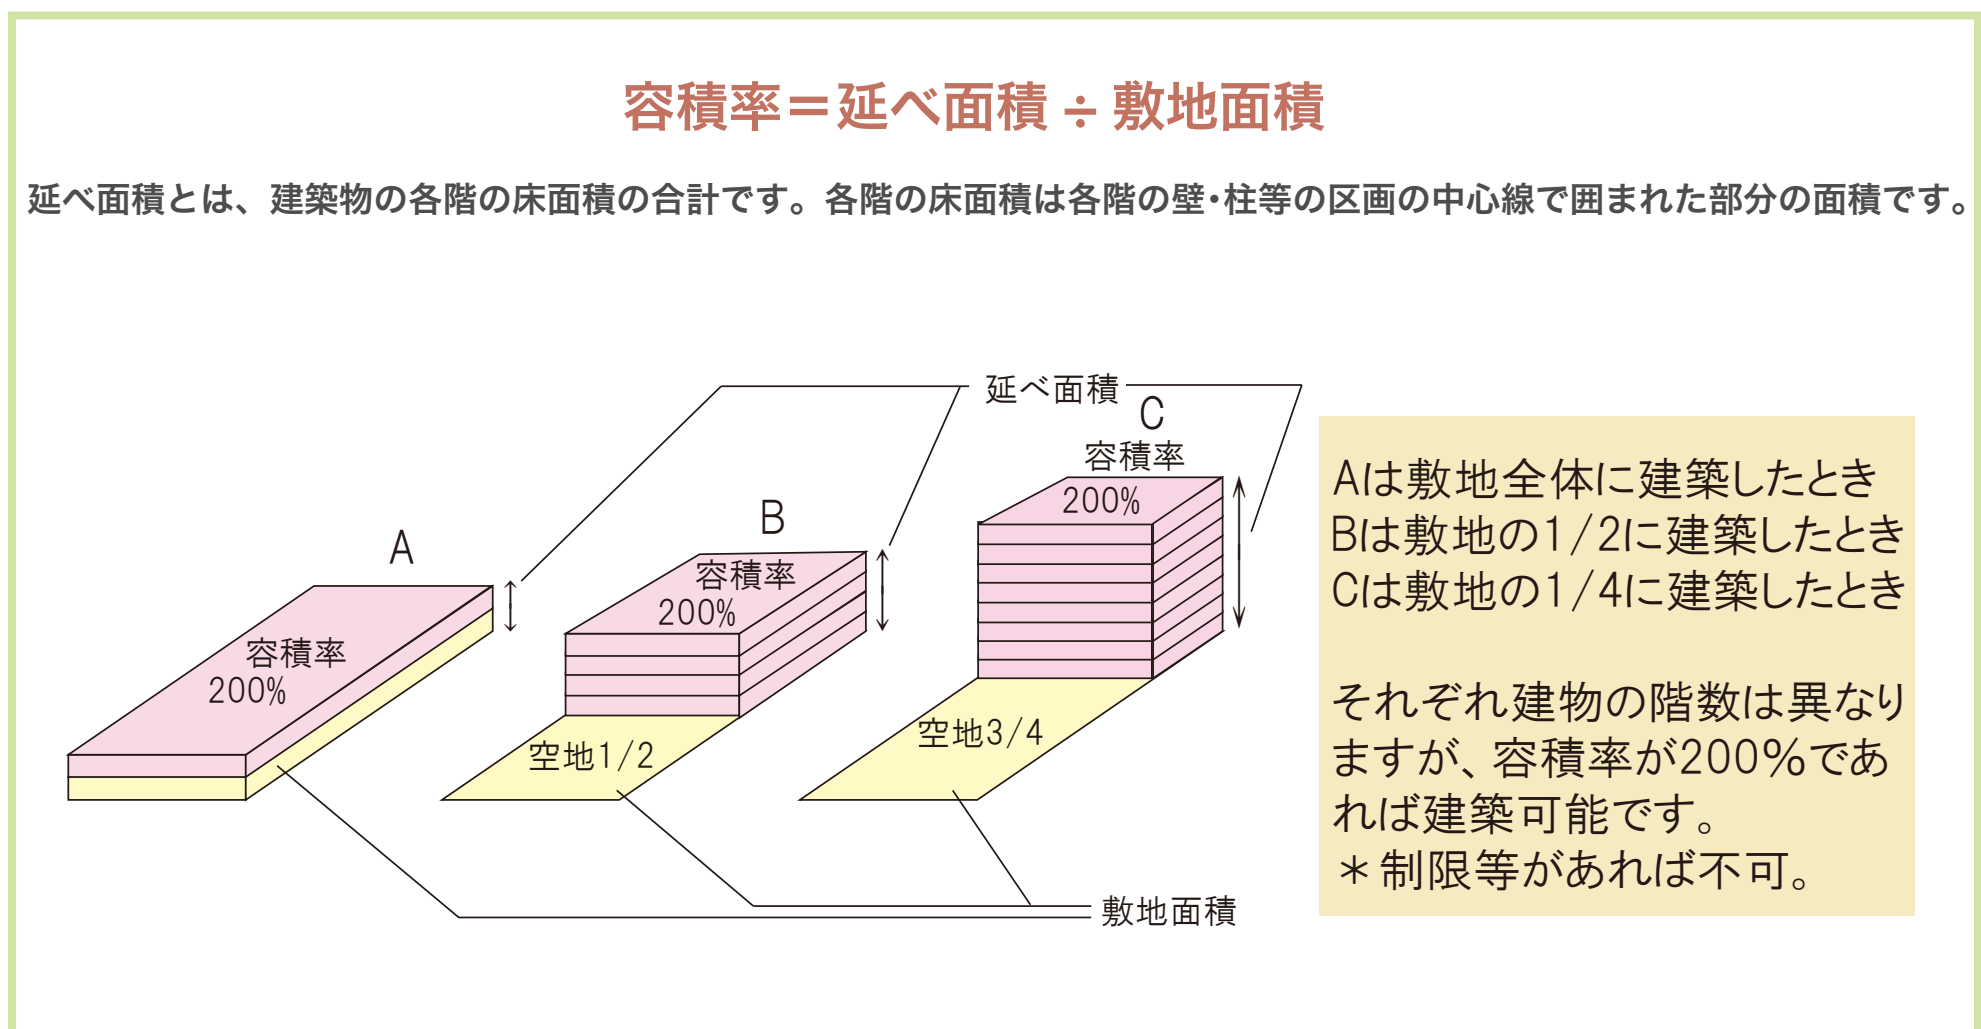 容積率＝延べ面積 ÷ 敷地面積
延べ面積とは、建築物の各階の床面積の合計です。各階の床面積は各階の壁・柱等の区画の中心線で囲まれた部分の面積です。
延べ面積
A
容積率
200%
B
容積率
200%
空地1/2
C
容積率
200%
空地3/4
敷地面積
Aは敷地全体に建築したとき
Bは敷地の1/2に建築したとき
Cは敷地の1/4に建築したとき
それぞれ建物の階数は異なり
ますが、容積率が200%であ
れば建築可能です。
＊制限等があれば不可。